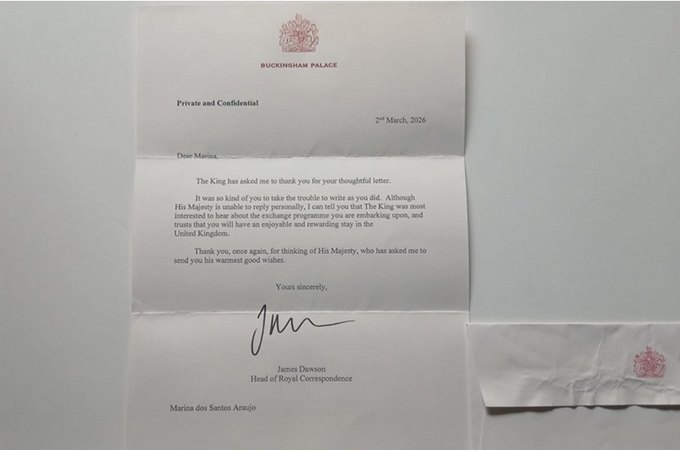 BUCKINGHAM PALACE
Private and Confidential
2nd March, 2026
Dear Marina,
The King has asked me to thank you for your thoughtful letter.
It was so kind of you to take the trouble to write as you did. Although
His Majesty is unable to reply personally, I can tell you that The King was most
interested to hear about the exchange programme you are embarking upon, and
trusts that you will have an enjoyable and rewarding stay in the
United Kingdom.
Thank you, once again, for thinking of His Majesty, who has asked me to
send you his warmest good wishes.
Yours sincerely,
James Dawson
Head of Royal Correspondence
Marina dos Santos Araujo